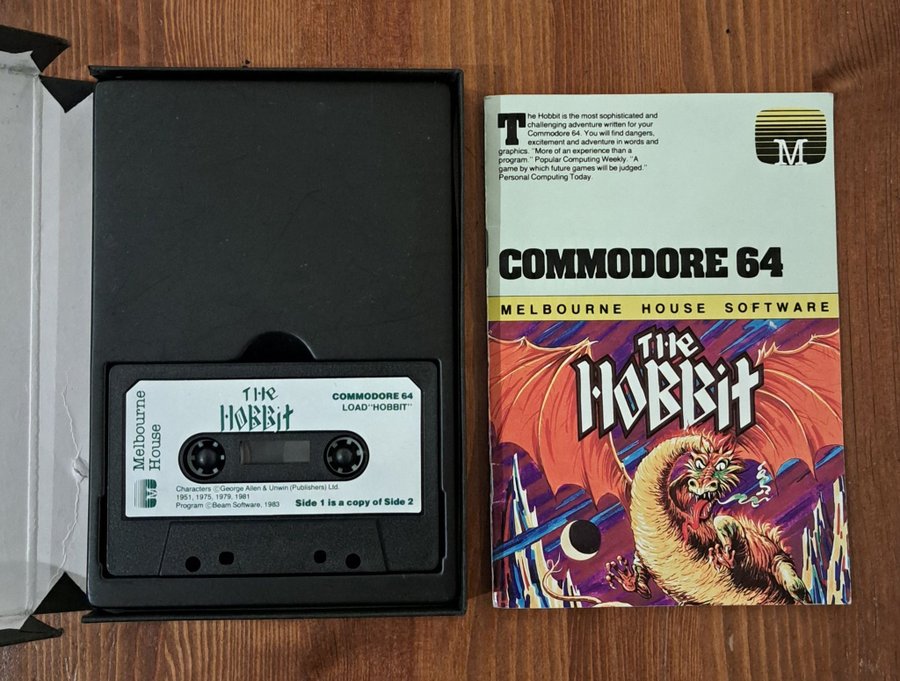 Melbourne
House
THE
HOBBIT
COMMODORE 64
LOAD"HOBBIT"
Characters ©George Allen & Unwin (Publishers) Ltd.
1951, 1975, 1979, 1981
Program ©Beam Software, 1983
Side 1 is a copy of Side 2
The Hobbit is the most sophisticated and
challenging adventure written for your
Commodore 64. You will find dangers,
excitement and adventure in words and
graphics. "More of an experience than a
program." Popular Computing Weekly. "A
game by which future games will be judged."
Personal Computing Today.
M
COMMODORE 64
MELBOURNE HOUSE SOFTWARE
THE
HOBBIT